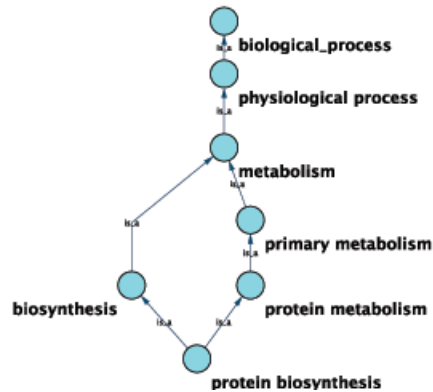 is_a
biological_process
physiological process
is_a
metabolism
is_a
is_a
primary metabolism
is_a
biosynthesis
protein metabolism
is_a
is_a
protein biosynthesis